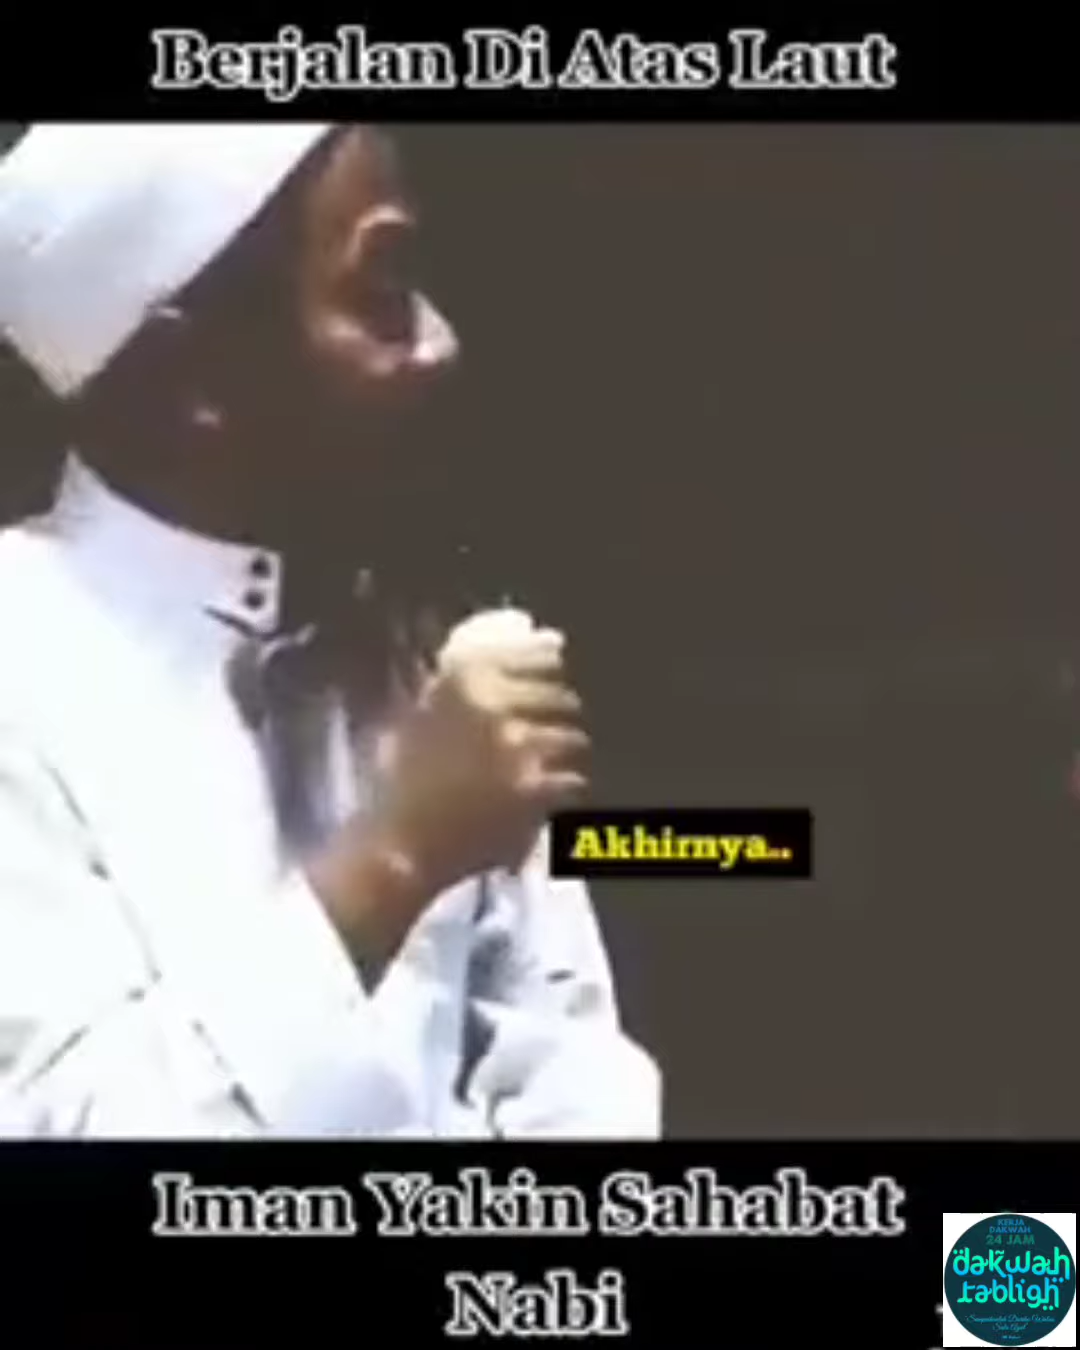 Berjalan Di Atas Laut
Akhirnya..
Iman Yakin Sahabat
Nabi
KERJA
DAKWAH
24 JAM
dakwah
tabligh